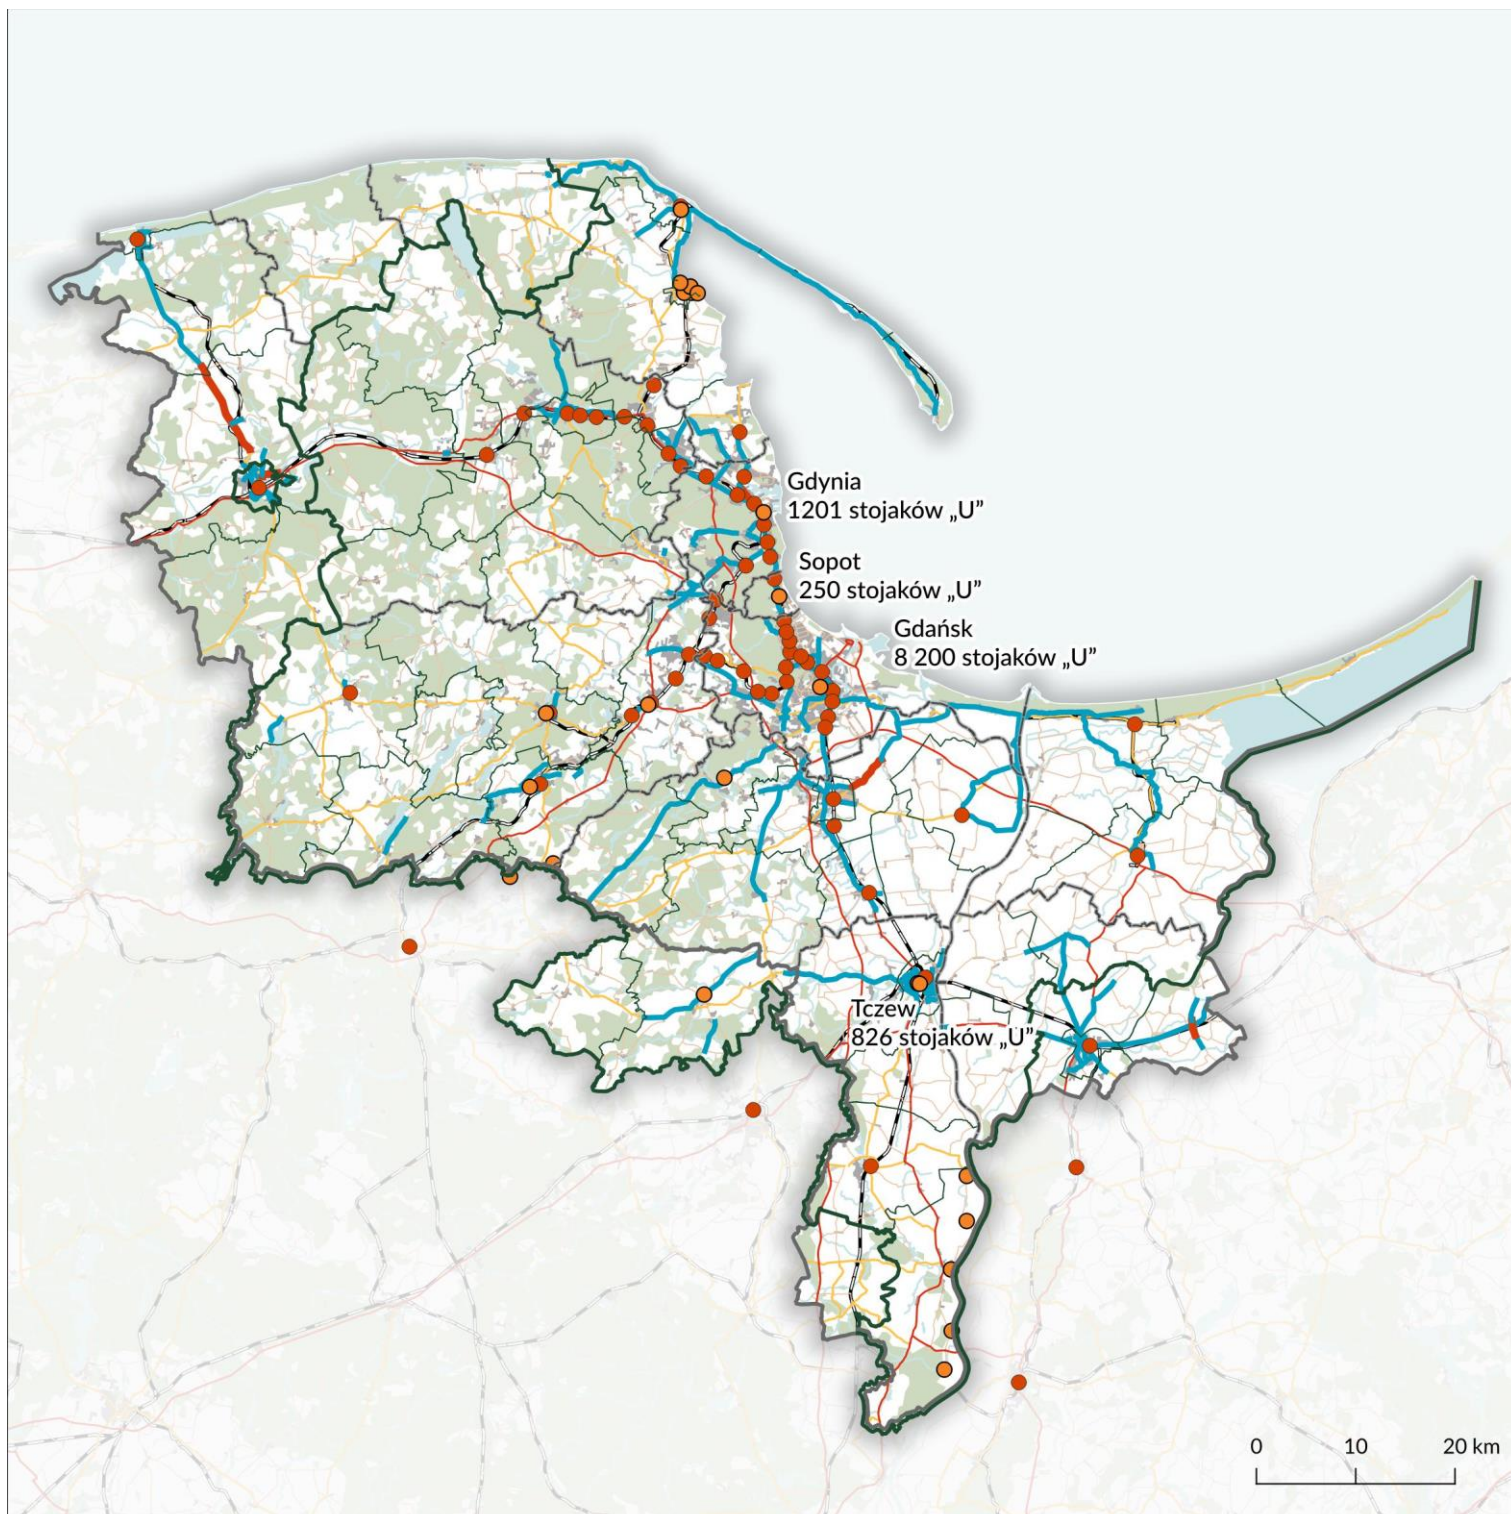 Gdynia
1201 stojaków „U”
Sopot
250 stojaków „U”
Gdańsk
8 200 stojaków „U”
Tczew
826 stojaków „U”
0 10 20 km